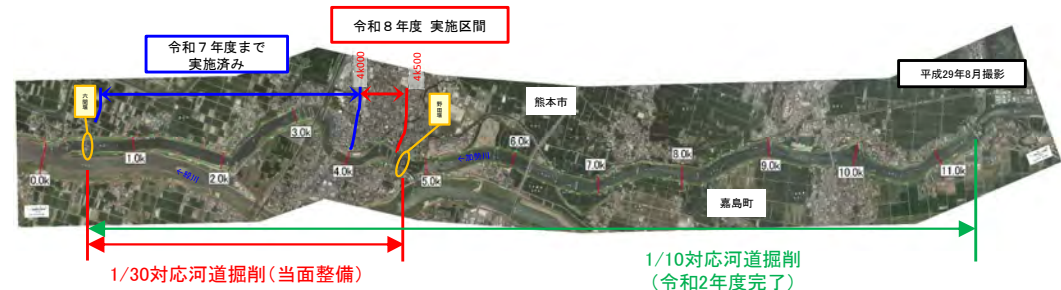 令和８年度 実施区間
令和７年度まで
実施済み
4k000
4k500
平成29年8月撮影
六間堰
野田堰
熊本市
0.0k
1.0k
2.0k
3.0k
4.0k
5.0k
6.0k
7.0k
8.0k
9.0k
10.0k
11.0k
←緑川
←加勢川
嘉島町
1/30対応河道掘削（当面整備）
1/10対応河道掘削
（令和2年度完了）